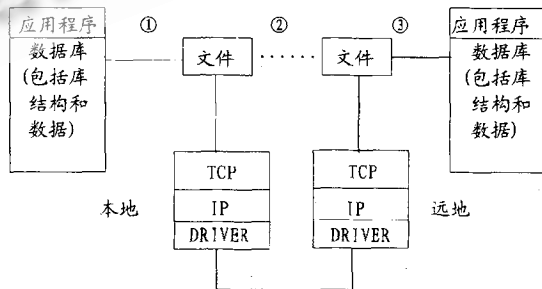 应用程序
数据库
(包括库
结构和
数据)
①
②
③
文件
文件
应用程序
数据库
(包括库
结构和
数据)
本地
TCP
IP
DRIVER
TCP
IP
DRIVER
远地